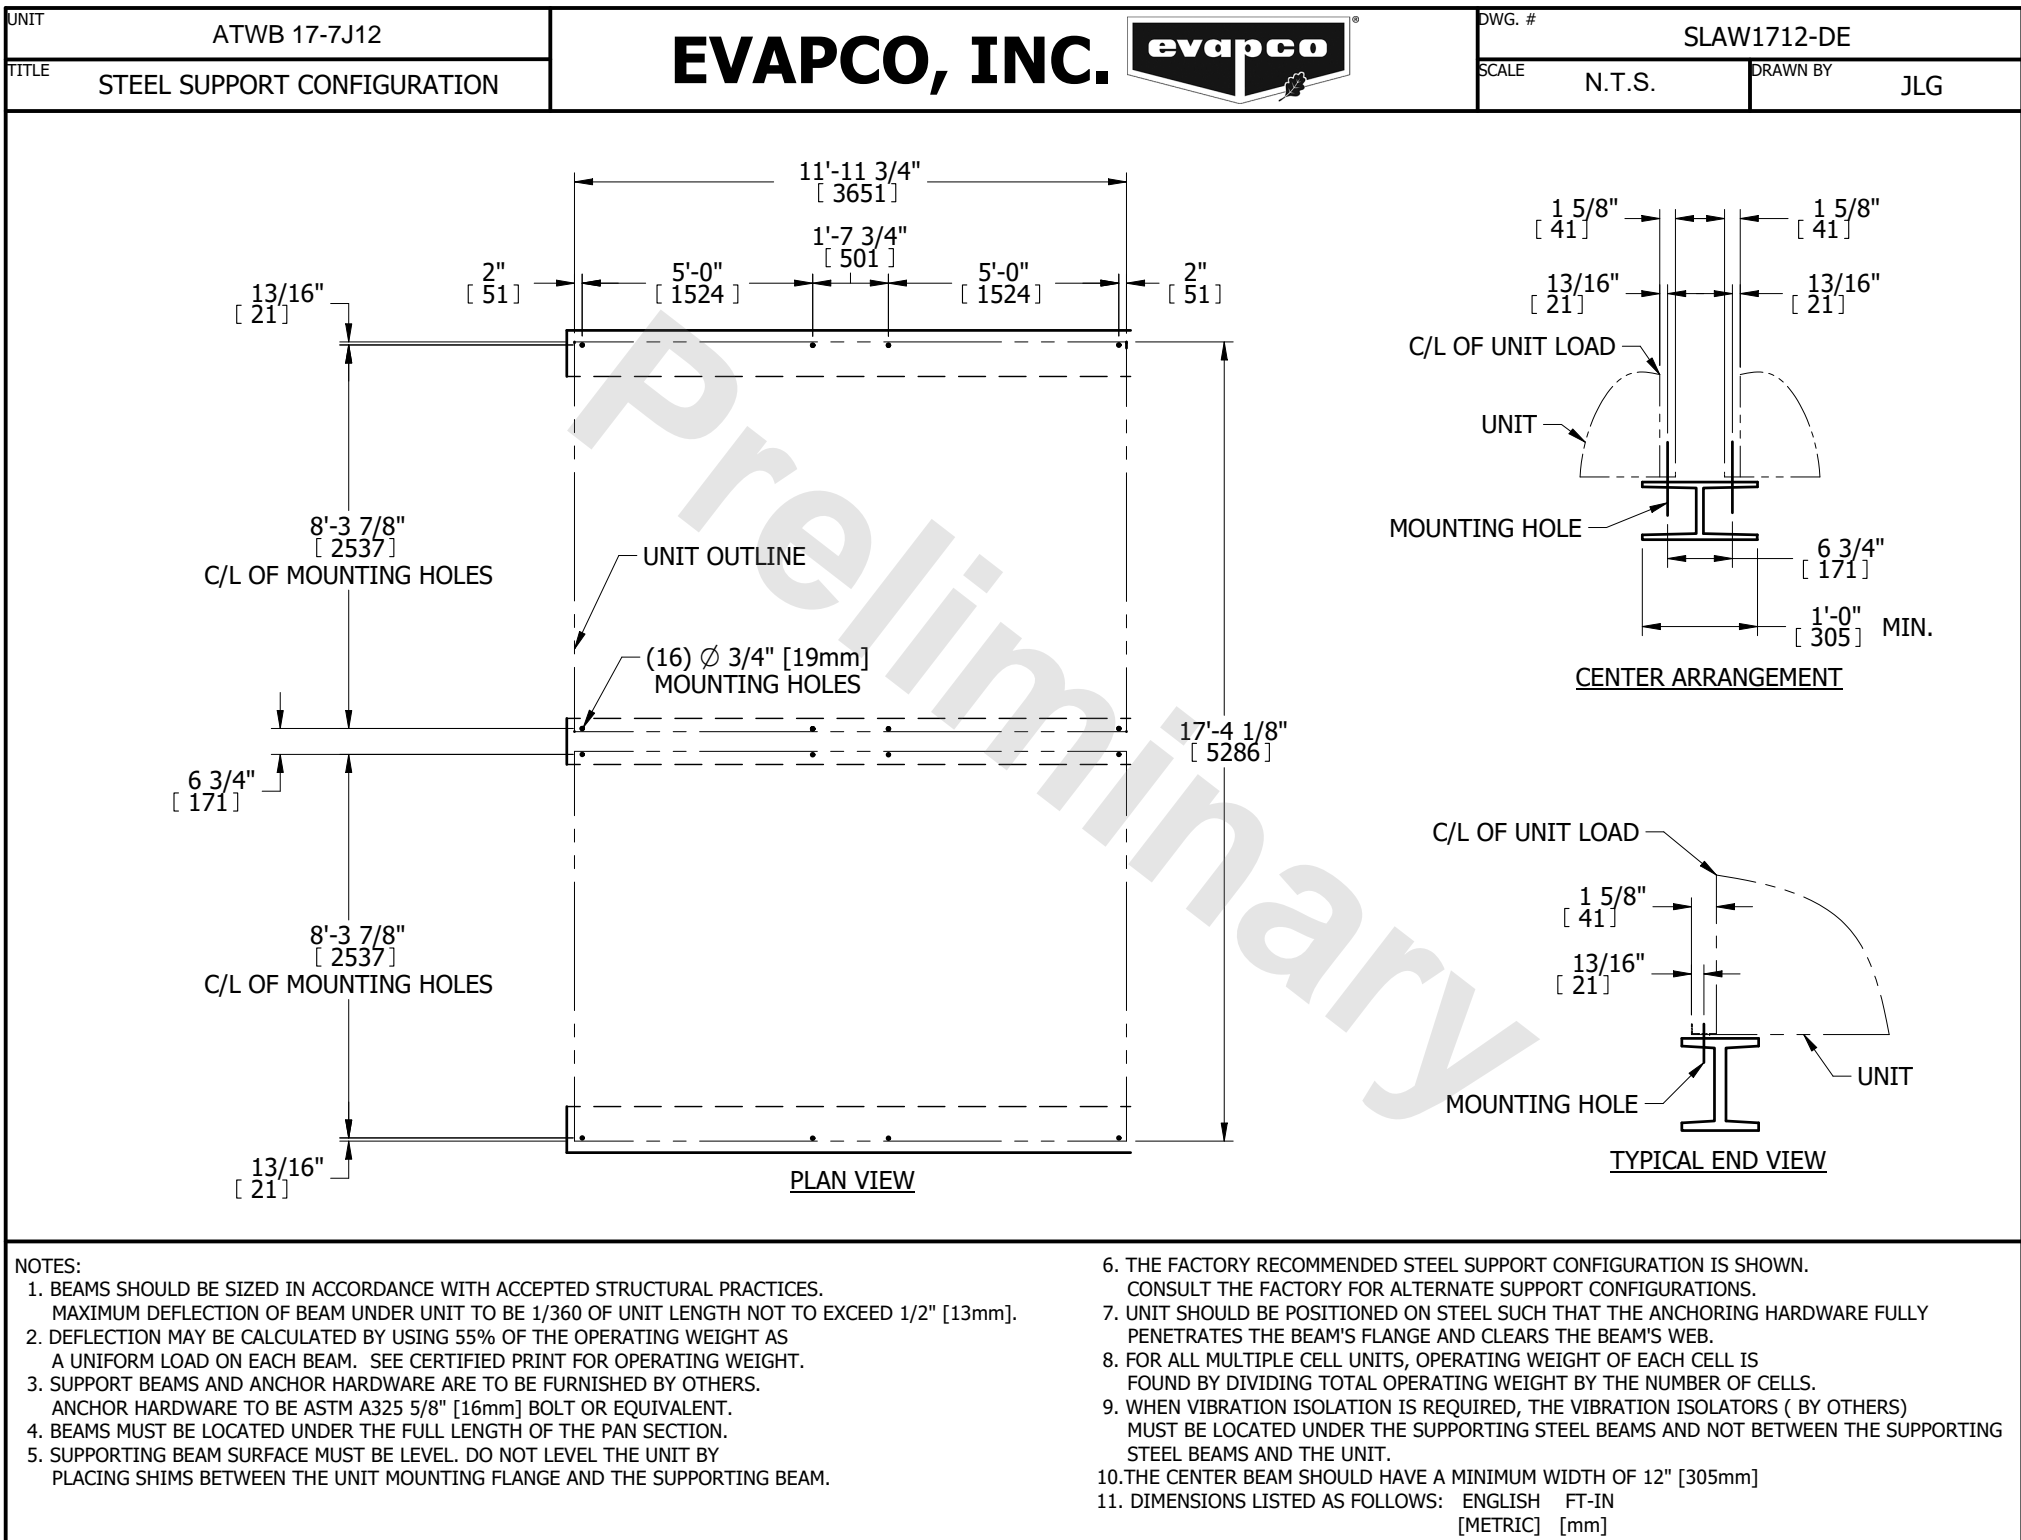 UNIT
ATWB 17-7J12
TITLE
STEEL SUPPORT CONFIGURATION
EVAPCO, INC.
evapco
®
DWG. #
SLAW1712-DE
SCALE
N.T.S.
DRAWN BY
JLG
11'-11 3/4"
[ 3651 ]
1'-7 3/4"
[ 501 ]
2"
[ 51 ]
5'-0"
[ 1524 ]
5'-0"
[ 1524 ]
2"
[ 51 ]
13/16"
[ 21 ]
8'-3 7/8"
[ 2537 ]
C/L OF MOUNTING HOLES
UNIT OUTLINE
(16) Ø 3/4" [19mm]
MOUNTING HOLES
17'-4 1/8"
[ 5286 ]
6 3/4"
[ 171 ]
8'-3 7/8"
[ 2537 ]
C/L OF MOUNTING HOLES
13/16"
[ 21 ]
PLAN VIEW
Preliminary
1 5/8"
[ 41 ]
1 5/8"
[ 41 ]
13/16"
[ 21 ]
13/16"
[ 21 ]
C/L OF UNIT LOAD
UNIT
MOUNTING HOLE
6 3/4"
[ 171 ]
1'-0"
[ 305 ] MIN.
CENTER ARRANGEMENT
C/L OF UNIT LOAD
1 5/8"
[ 41 ]
13/16"
[ 21 ]
UNIT
MOUNTING HOLE
TYPICAL END VIEW
NOTES:
1. BEAMS SHOULD BE SIZED IN ACCORDANCE WITH ACCEPTED STRUCTURAL PRACTICES.
MAXIMUM DEFLECTION OF BEAM UNDER UNIT TO BE 1/360 OF UNIT LENGTH NOT TO EXCEED 1/2" [13mm].
2. DEFLECTION MAY BE CALCULATED BY USING 55% OF THE OPERATING WEIGHT AS
A UNIFORM LOAD ON EACH BEAM. SEE CERTIFIED PRINT FOR OPERATING WEIGHT.
3. SUPPORT BEAMS AND ANCHOR HARDWARE ARE TO BE FURNISHED BY OTHERS.
ANCHOR HARDWARE TO BE ASTM A325 5/8" [16mm] BOLT OR EQUIVALENT.
4. BEAMS MUST BE LOCATED UNDER THE FULL LENGTH OF THE PAN SECTION.
5. SUPPORTING BEAM SURFACE MUST BE LEVEL. DO NOT LEVEL THE UNIT BY
PLACING SHIMS BETWEEN THE UNIT MOUNTING FLANGE AND THE SUPPORTING BEAM.
6. THE FACTORY RECOMMENDED STEEL SUPPORT CONFIGURATION IS SHOWN.
CONSULT THE FACTORY FOR ALTERNATE SUPPORT CONFIGURATIONS.
7. UNIT SHOULD BE POSITIONED ON STEEL SUCH THAT THE ANCHORING HARDWARE FULLY
PENETRATES THE BEAM'S FLANGE AND CLEARS THE BEAM'S WEB.
8. FOR ALL MULTIPLE CELL UNITS, OPERATING WEIGHT OF EACH CELL IS
FOUND BY DIVIDING TOTAL OPERATING WEIGHT BY THE NUMBER OF CELLS.
9. WHEN VIBRATION ISOLATION IS REQUIRED, THE VIBRATION ISOLATORS ( BY OTHERS)
MUST BE LOCATED UNDER THE SUPPORTING STEEL BEAMS AND NOT BETWEEN THE SUPPORTING
STEEL BEAMS AND THE UNIT.
10.THE CENTER BEAM SHOULD HAVE A MINIMUM WIDTH OF 12" [305mm]
11. DIMENSIONS LISTED AS FOLLOWS: ENGLISH FT-IN
[METRIC] [mm]